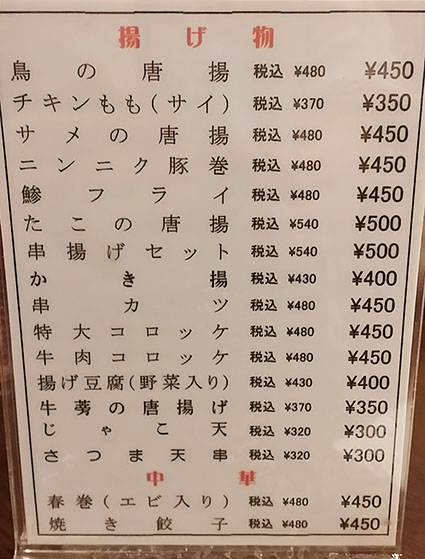 揚げ物
鳥の唐揚 税込 ¥480 ¥450
チキンもも(サイ) 税込 ¥370 ¥350
サメの唐揚 税込 ¥480 ¥450
ニンニク豚巻 税込 ¥480 ¥450
鯵フライ 税込 ¥480 ¥450
たこの唐揚 税込 ¥540 ¥500
串揚げセット 税込 ¥540 ¥500
かき揚 税込 ¥430 ¥400
串カツ 税込 ¥480 ¥450
特大コロッケ 税込 ¥480 ¥450
牛肉コロッケ 税込 ¥480 ¥450
揚げ豆腐(野菜入り) 税込 ¥430 ¥400
牛蒡の唐揚げ 税込 ¥370 ¥350
じゃこ天 税込 ¥320 ¥300
さつま天串 税込 ¥320 ¥300
中華
春巻(エビ入り) 税込 ¥480 ¥450
焼き餃子 税込 ¥480 ¥450